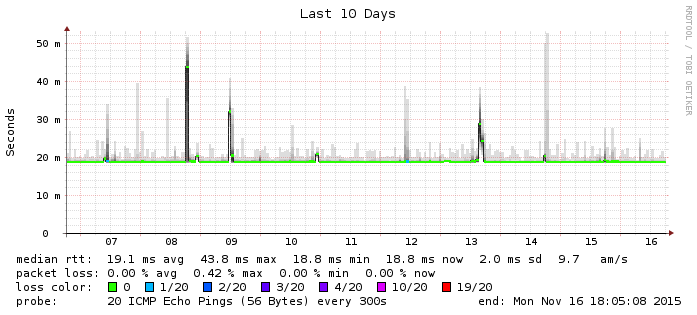 Last 10 Days
RRDTOOL / TOBI OETIKER
Seconds
50 m
40 m
30 m
20 m
10 m
0
07 08 09 10 11 12 13 14 15 16
median rtt: 19.1 ms avg 43.8 ms max 18.8 ms min 18.8 ms now 2.0 ms sd 9.7 am/s
packet loss: 0.00 % avg 0.42 % max 0.00 % min 0.00 % now
loss color: 0 1/20 2/20 3/20 4/20 10/20 19/20
probe: 20 ICMP Echo Pings (56 Bytes) every 300s end: Mon Nov 16 18:05:08 2015